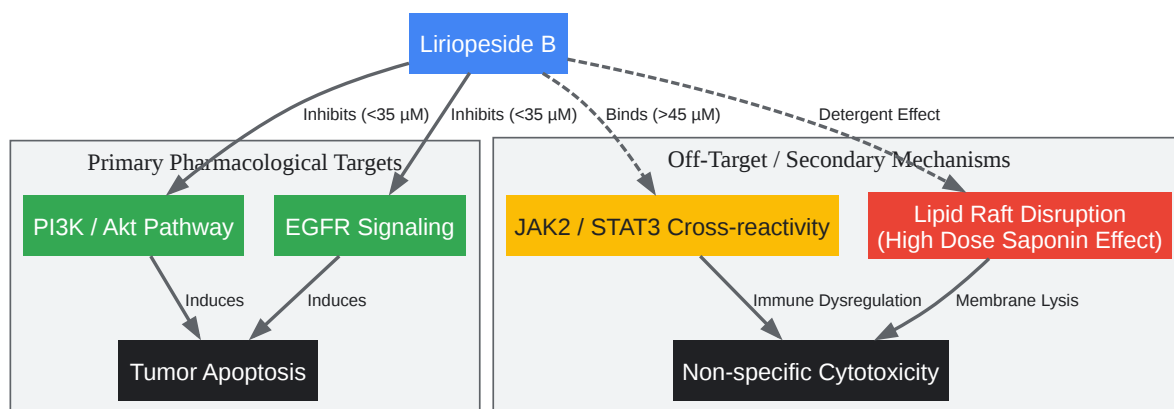 Liriopeside B
Inhibits (<35 µM)
Inhibits (<35 µM)
Binds (>45 µM)
Detergent Effect
Primary Pharmacological Targets
Off-Target / Secondary Mechanisms
PI3K / Akt Pathway
EGFR Signaling
JAK2 / STAT3 Cross-reactivity
Lipid Raft Disruption
(High Dose Saponin Effect)
Induces
Induces
Immune Dysregulation
Membrane Lysis
Tumor Apoptosis
Non-specific Cytotoxicity